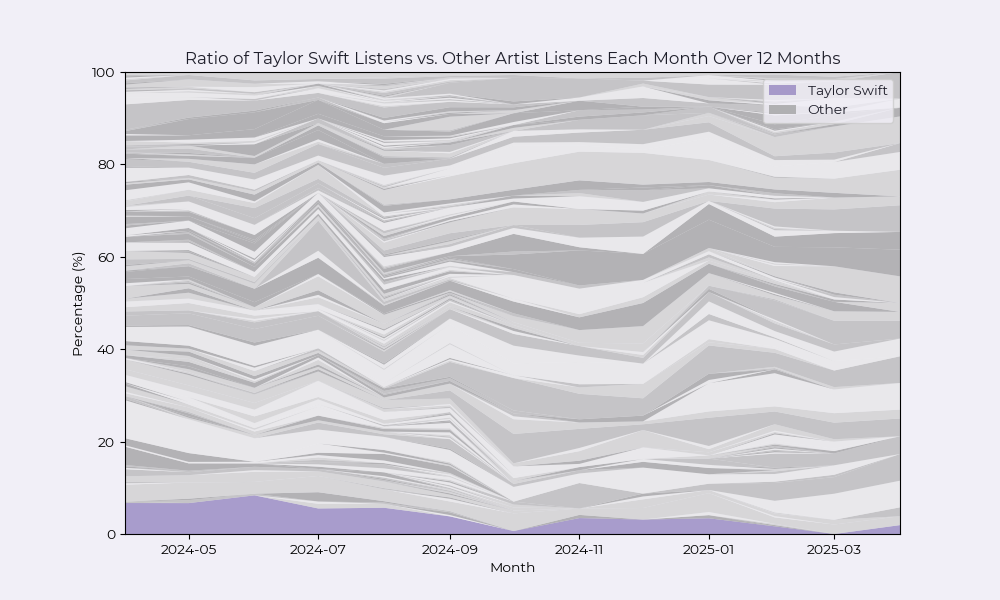 Ratio of Taylor Swift Listens vs. Other Artist Listens Each Month Over 12 Months
100
80
60
40
20
0
Percentage (%)
Taylor Swift
Other
2024-05 2024-07 2024-09 2024-11 2025-01 2025-03
Month